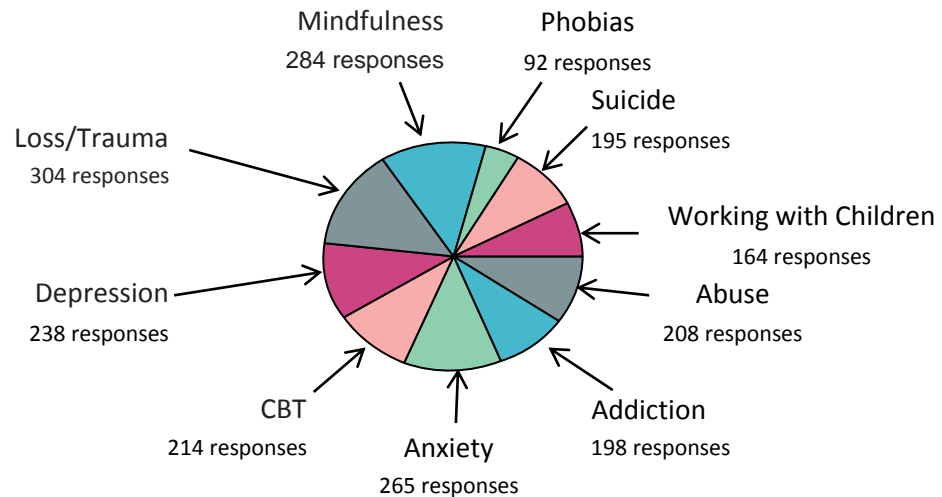 Mindfulness
284 responses
Phobias
92 responses
Suicide
195 responses
Loss/Trauma
304 responses
Working with Children
164 responses
Depression
238 responses
Abuse
208 responses
CBT
214 responses
Anxiety
265 responses
Addiction
198 responses